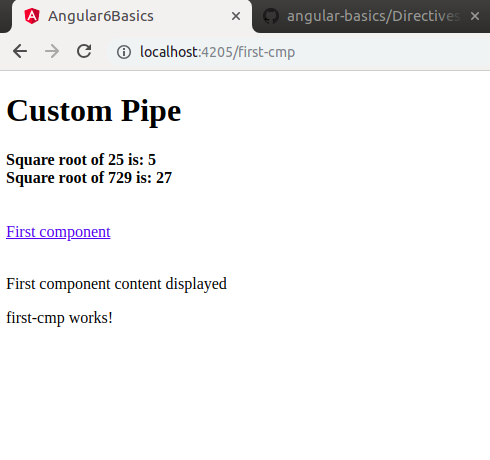 Angular6Basics
angular-basics/Directives
localhost:4205/first-cmp
Custom Pipe
Square root of 25 is: 5
Square root of 729 is: 27
First component
First component content displayed
first-cmp works!